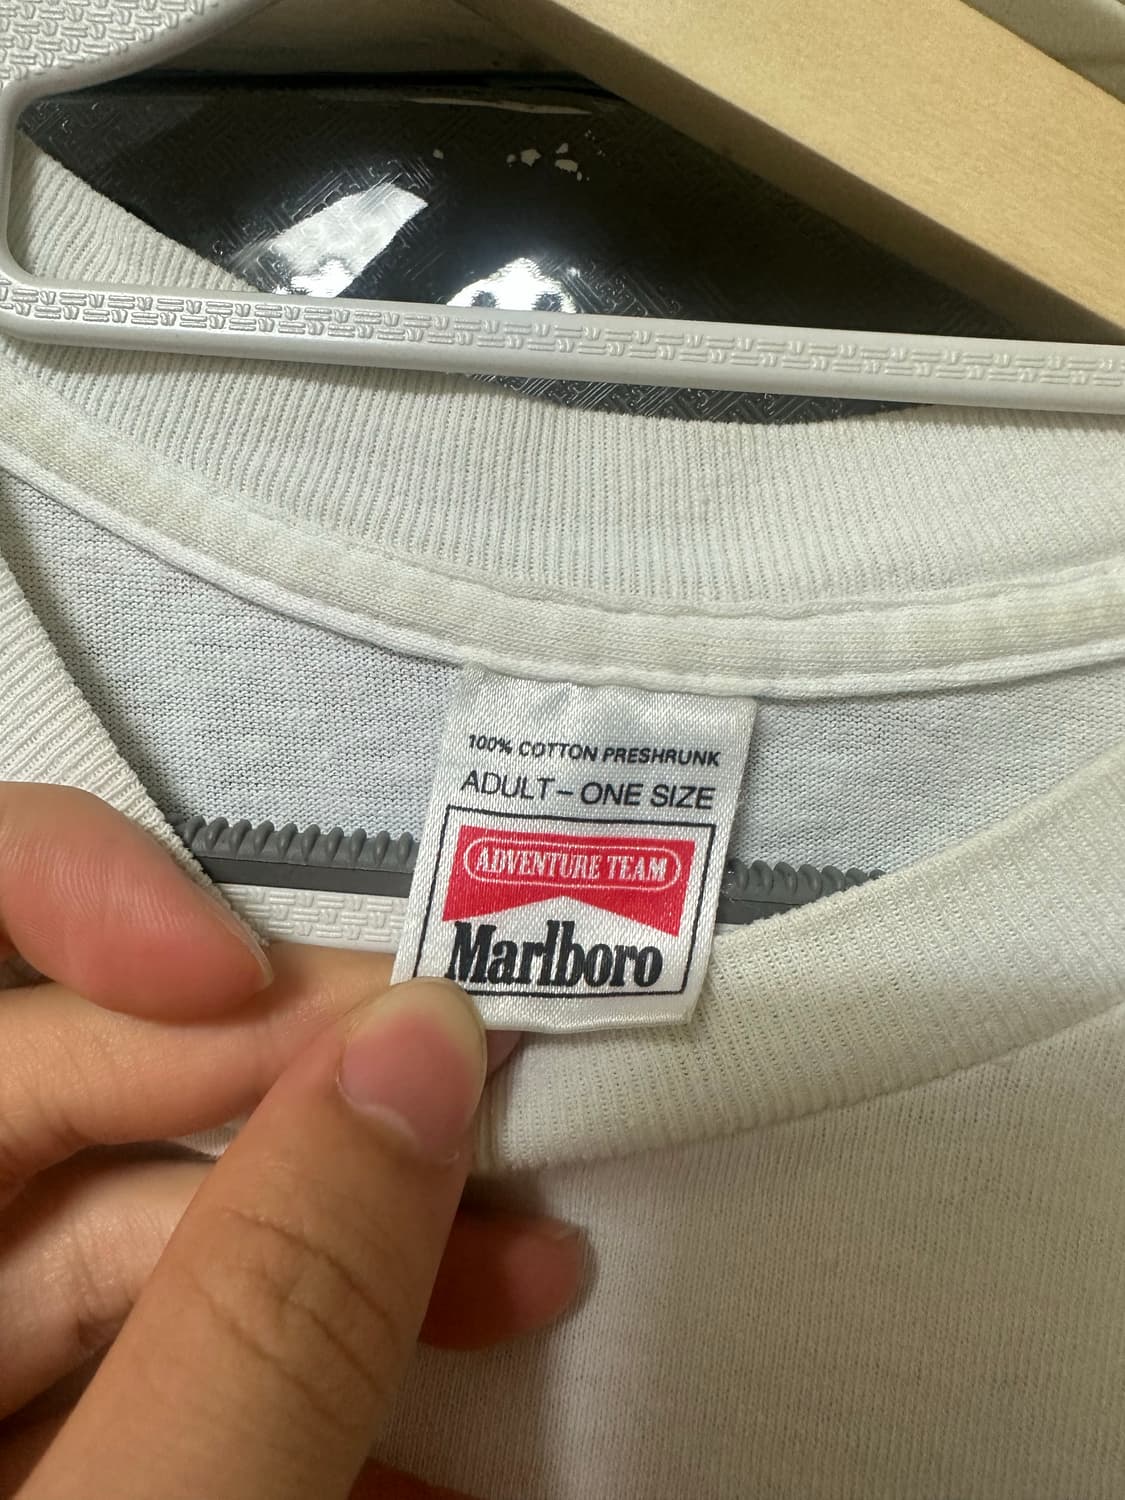 100% COTTON PRESHRUNK
ADULT – ONE SIZE
ADVENTURE TEAM
Marlboro